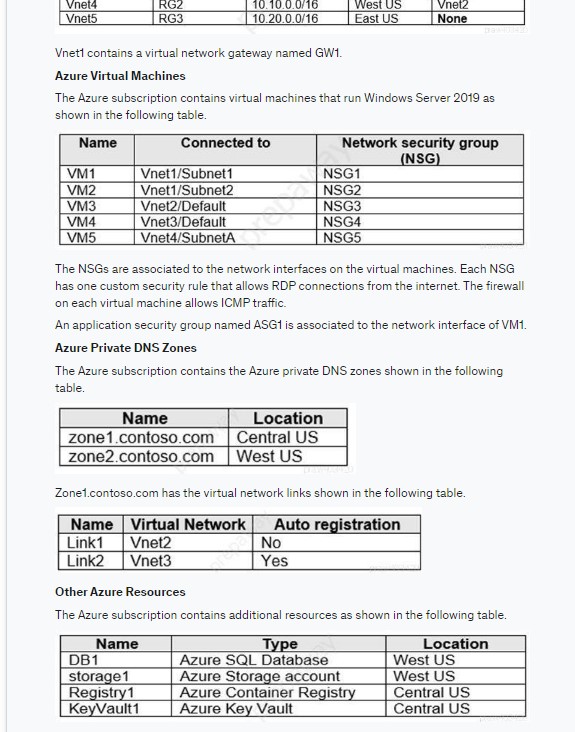 Vnet4 RG2 10.10.0.0/16 West US Vnet2
Vnet5 RG3 10.20.0.0/16 East US None
Vnet1 contains a virtual network gateway named GW1.
Azure Virtual Machines
The Azure subscription contains virtual machines that run Windows Server 2019 as
shown in the following table.
Name Connected to Network security group
(NSG)
VM1 Vnet1/Subnet1 NSG1
VM2 Vnet1/Subnet2 NSG2
VM3 Vnet2/Default NSG3
VM4 Vnet3/Default NSG4
VM5 Vnet4/SubnetA NSG5
The NSGs are associated to the network interfaces on the virtual machines. Each NSG
has one custom security rule that allows RDP connections from the internet. The firewall
on each virtual machine allows ICMP traffic.
An application security group named ASG1 is associated to the network interface of VM1.
Azure Private DNS Zones
The Azure subscription contains the Azure private DNS zones shown in the following
table.
Name Location
zone1.contoso.com Central US
zone2.contoso.com West US
Zone1.contoso.com has the virtual network links shown in the following table.
Name Virtual Network Auto registration
Link1 Vnet2 No
Link2 Vnet3 Yes
Other Azure Resources
The Azure subscription contains additional resources as shown in the following table.
Name Type Location
DB1 Azure SQL Database West US
storage1 Azure Storage account West US
Registry1 Azure Container Registry Central US
KeyVault1 Azure Key Vault Central US